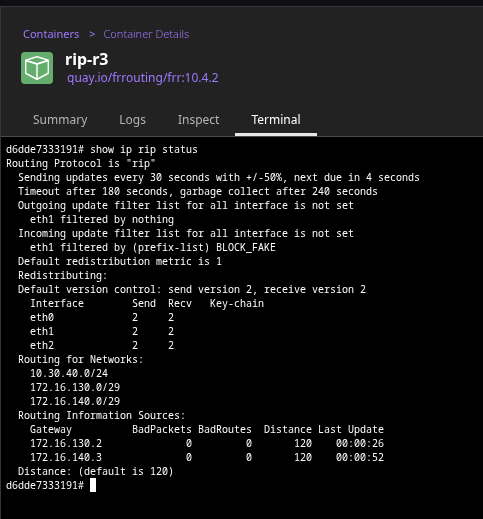 Containers > Container Details
rip-r3
quay.io/frrouting/frr:10.4.2
Summary Logs Inspect Terminal
d6dde7333191# show ip rip status
Routing Protocol is "rip"
  Sending updates every 30 seconds with +/-50%, next due in 4 seconds
  Timeout after 180 seconds, garbage collect after 240 seconds
  Outgoing update filter list for all interface is not set
    eth1 filtered by nothing
  Incoming update filter list for all interface is not set
    eth1 filtered by (prefix-list) BLOCK_FAKE
  Default redistribution metric is 1
  Redistributing:
  Default version control: send version 2, receive version 2
    Interface        Send  Recv   Key-chain
    eth0             2     2
    eth1             2     2
    eth2             2     2
  Routing for Networks:
    10.30.40.0/24
    172.16.130.0/29
    172.16.140.0/29
  Routing Information Sources:
    Gateway          BadPackets BadRoutes  Distance Last Update
    172.16.130.2              0         0       120    00:00:26
    172.16.140.3              0         0       120    00:00:52
  Distance: (default is 120)
d6dde7333191#